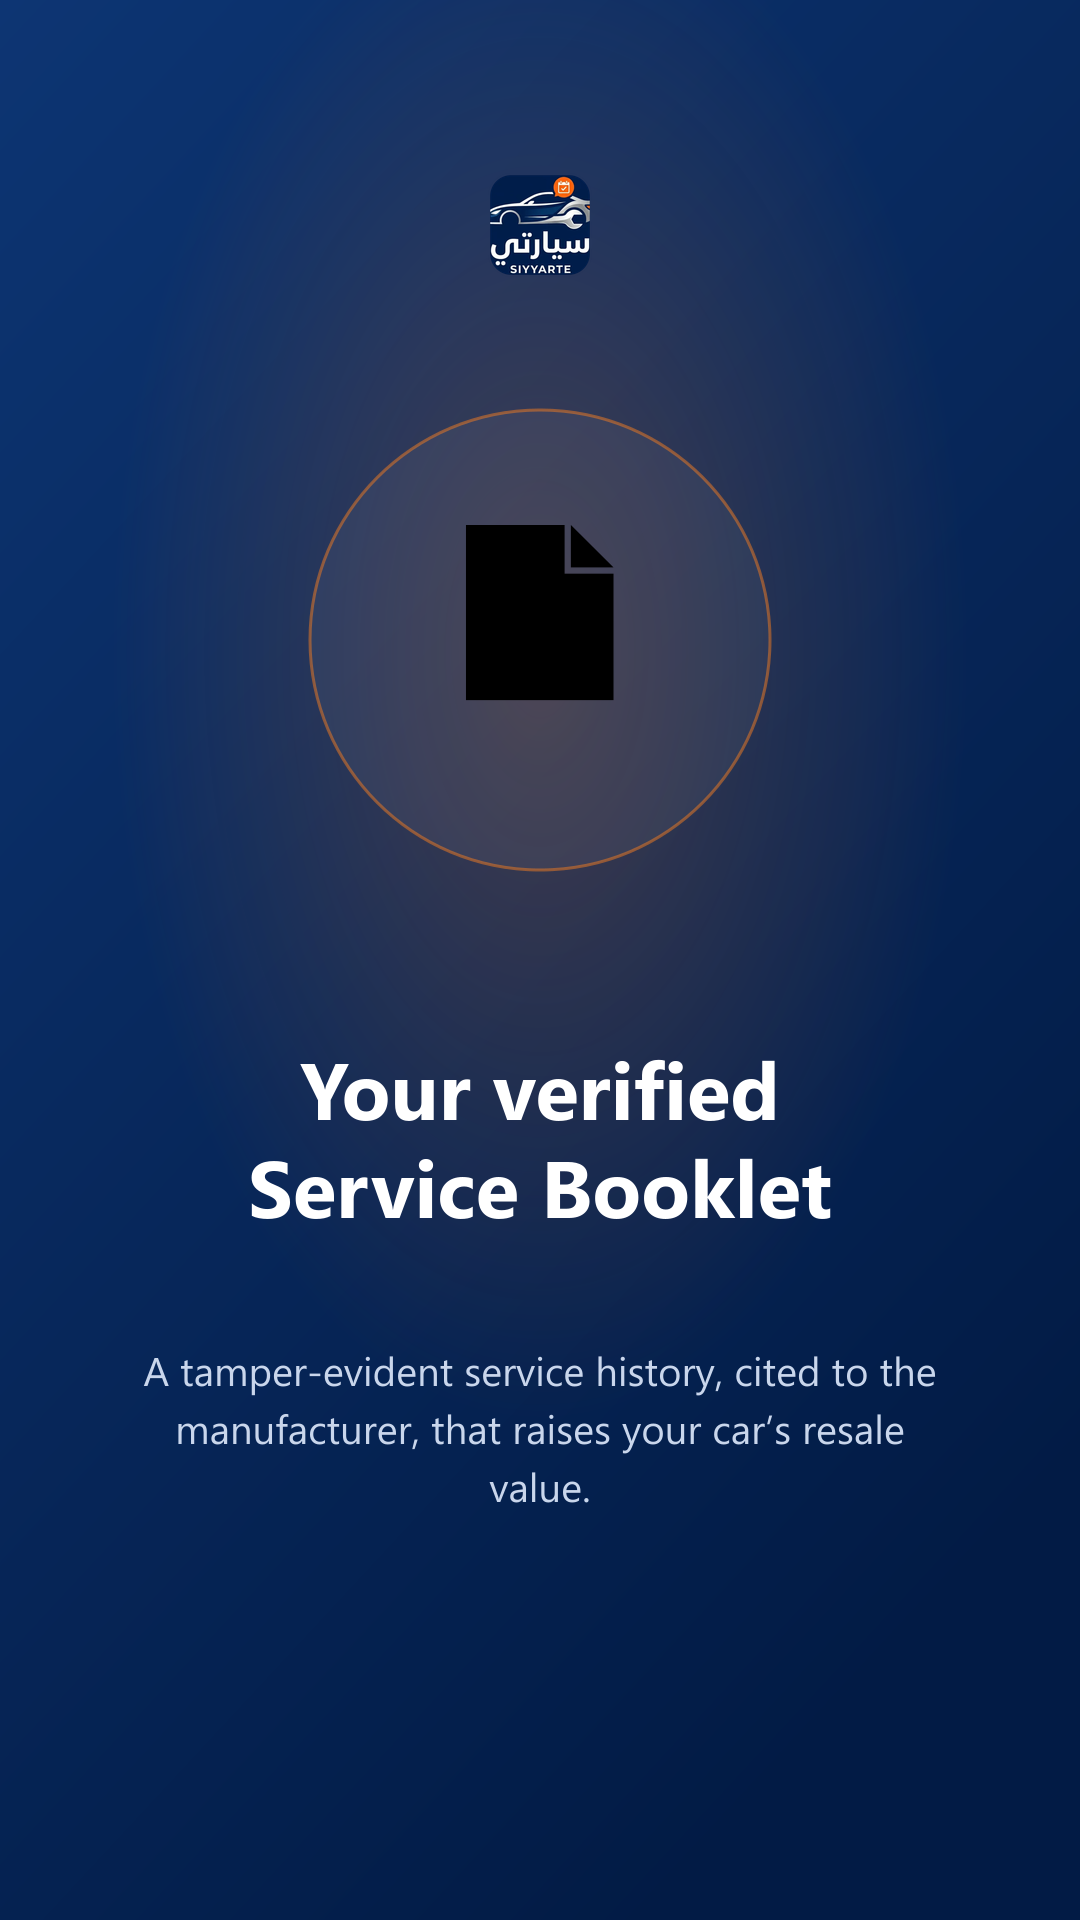 سيارتي
SIYYARTE
Your verified
Service Booklet
A tamper-evident service history, cited to the
manufacturer, that raises your car’s resale
value.